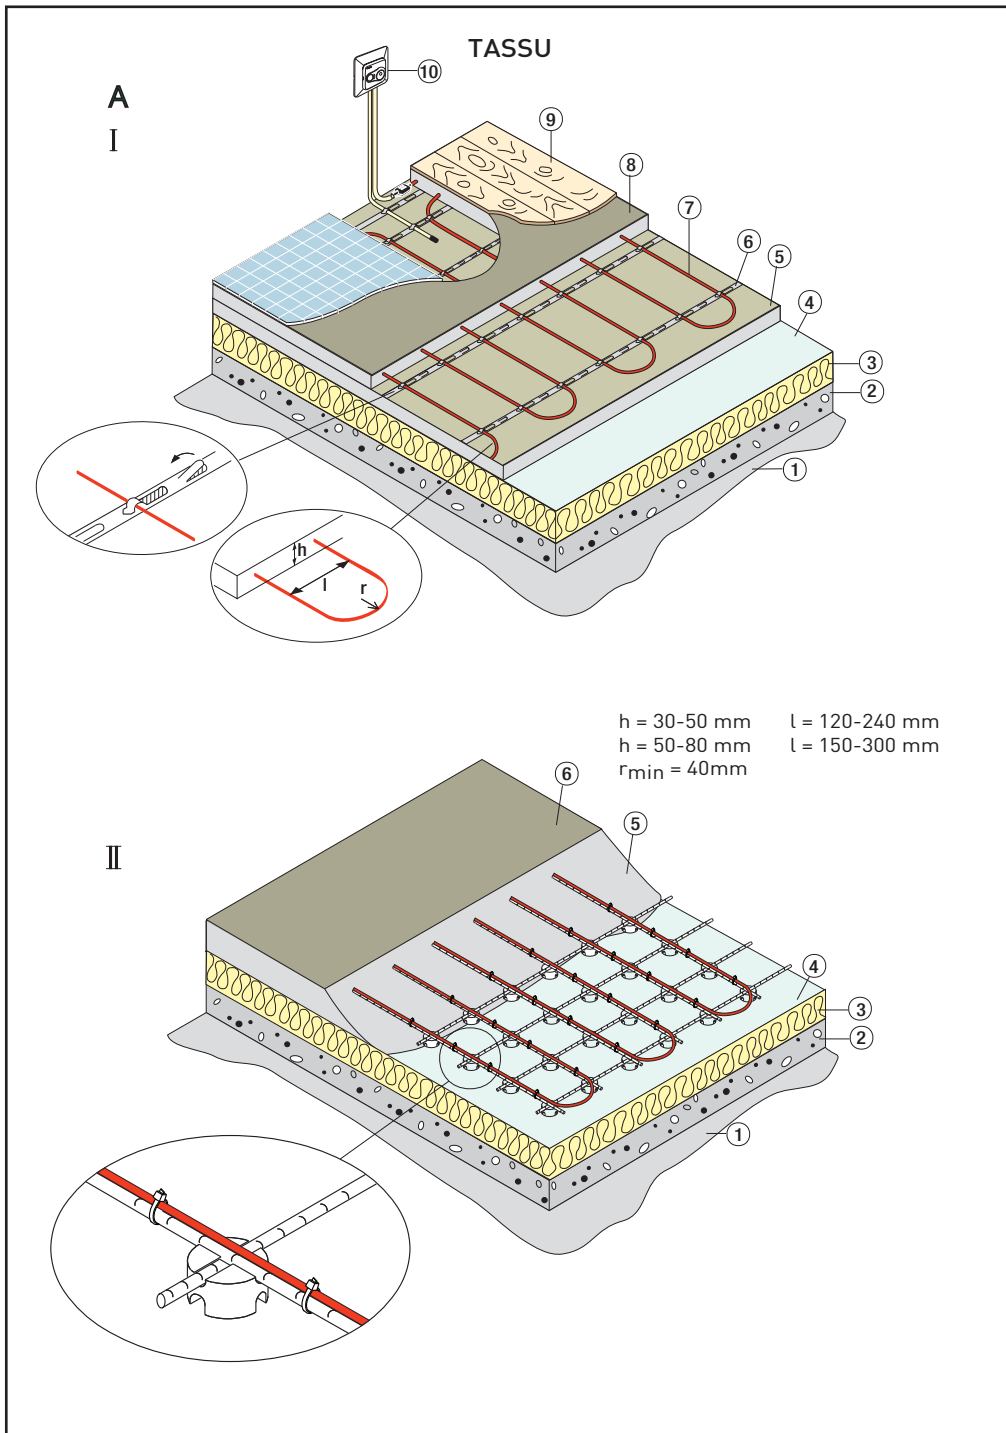 TASSU
A
I
10
9
8
7
6
5
4
3
2
1
h
l
r
h = 30-50 mm l = 120-240 mm
h = 50-80 mm l = 150-300 mm
rmin = 40mm
II
6
5
4
3
2
1